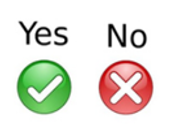 Yes No